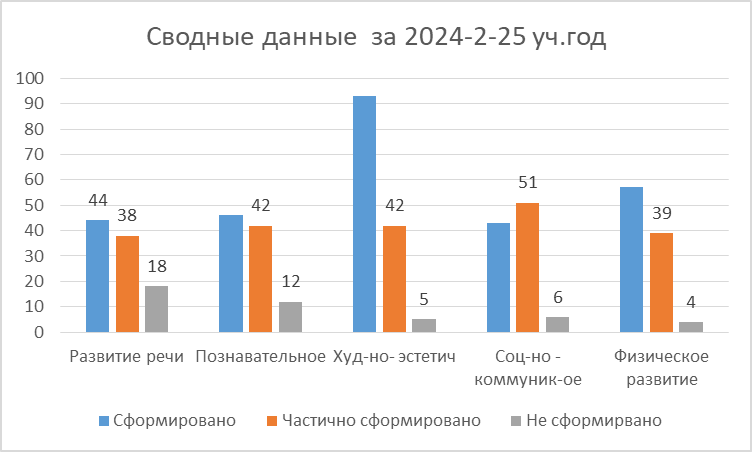 Сводные данные за 2024-2-25 уч.год
100
90
80
70
60
50
40
30
20
10
0
44
38
18
42
12
42
5
51
6
39
4
Развитие речи
Познавательное
Худ-но- эстетич
Соц-но -
коммуник-ое
Физическое
развитие
Сформировано
Частично сформировано
Не сформирвано